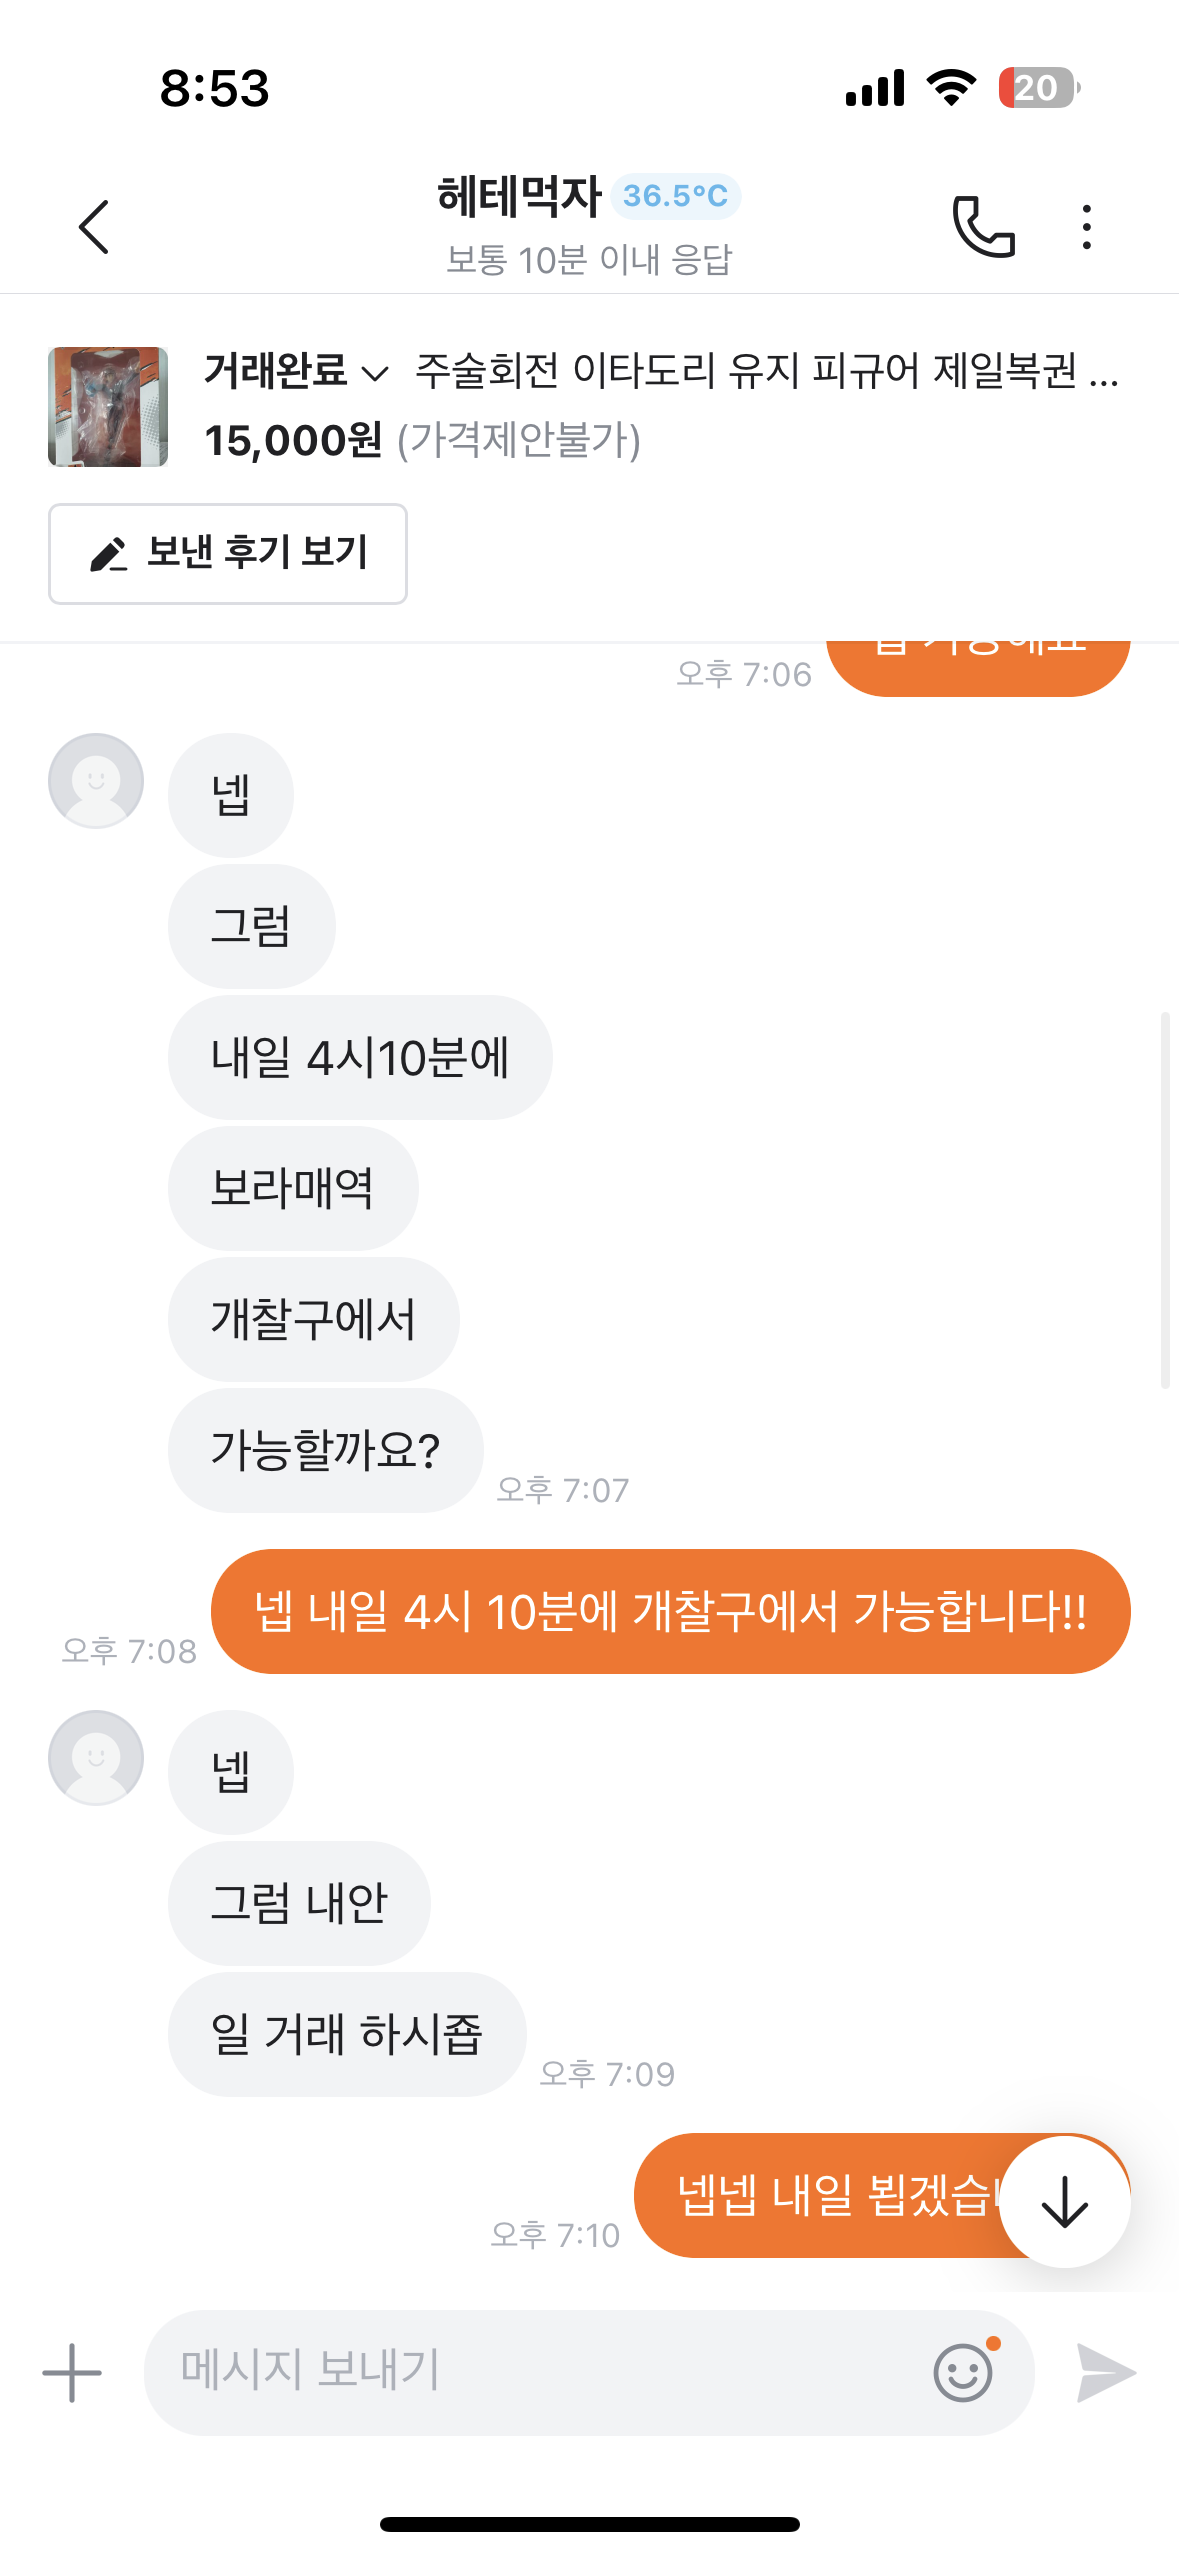 8:53
20
헤테먹자 36.5°C
보통 10분 이내 응답
거래완료 주술회전 이타도리 유지 피규어 제일복권 ...
15,000원 (가격제안불가)
보낸 후기 보기
오후 7:06
넵
그럼
내일 4시10분에
보라매역
개찰구에서
가능할까요?
오후 7:07
넵 내일 4시 10분에 개찰구에서 가능합니다!!
오후 7:08
넵
그럼 내안
일 거래 하시죱
오후 7:09
넵넵 내일 뵙겠습
오후 7:10
메시지 보내기